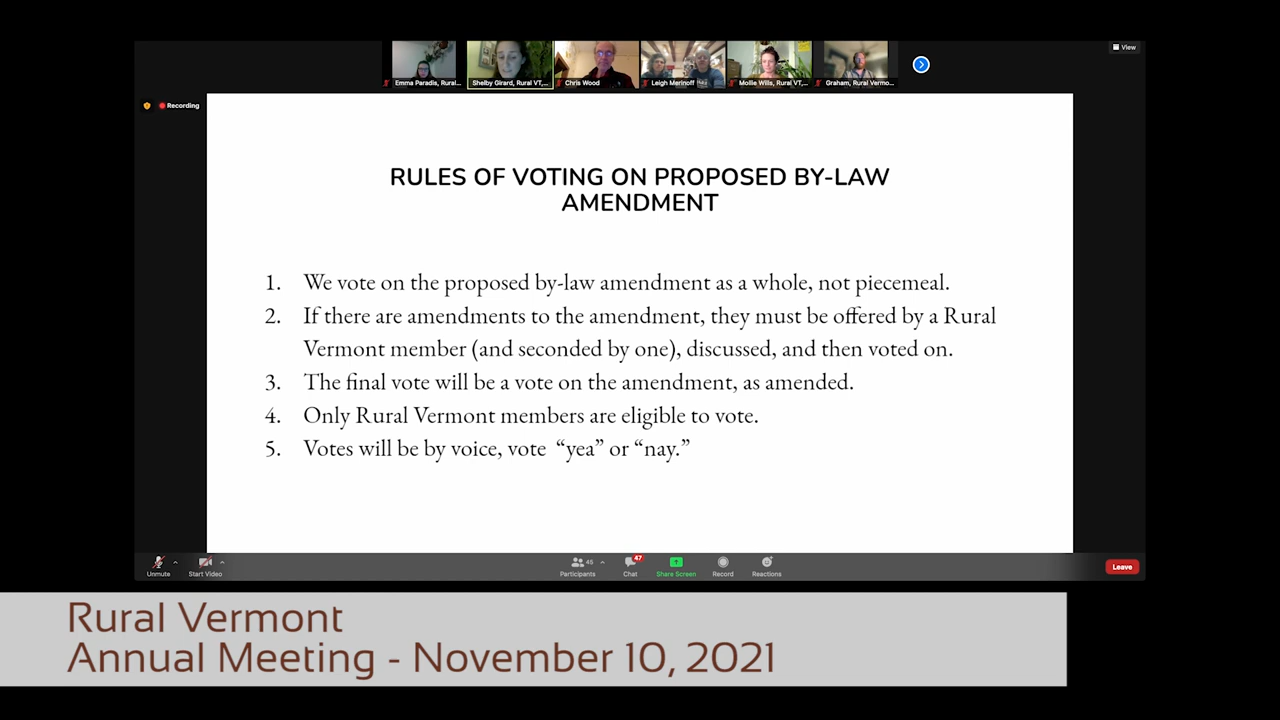 View
Emma Paradis, Rural...
Shelby Girard, Rural VT,...
Chris Wood
Leigh Merinoff
Mollie Wills, Rural VT,...
Graham, Rural Vermo...
Recording
RULES OF VOTING ON PROPOSED BY-LAW
AMENDMENT
1. We vote on the proposed by-law amendment as a whole, not piecemeal.
2. If there are amendments to the amendment, they must be offered by a Rural
Vermont member (and seconded by one), discussed, and then voted on.
3. The final vote will be a vote on the amendment, as amended.
4. Only Rural Vermont members are eligible to vote.
5. Votes will be by voice, vote “yea” or “nay.”
Unmute
Start Video
45
Participants
47
Chat
Share Screen
Record
Reactions
Leave
Rural Vermont
Annual Meeting - November 10, 2021